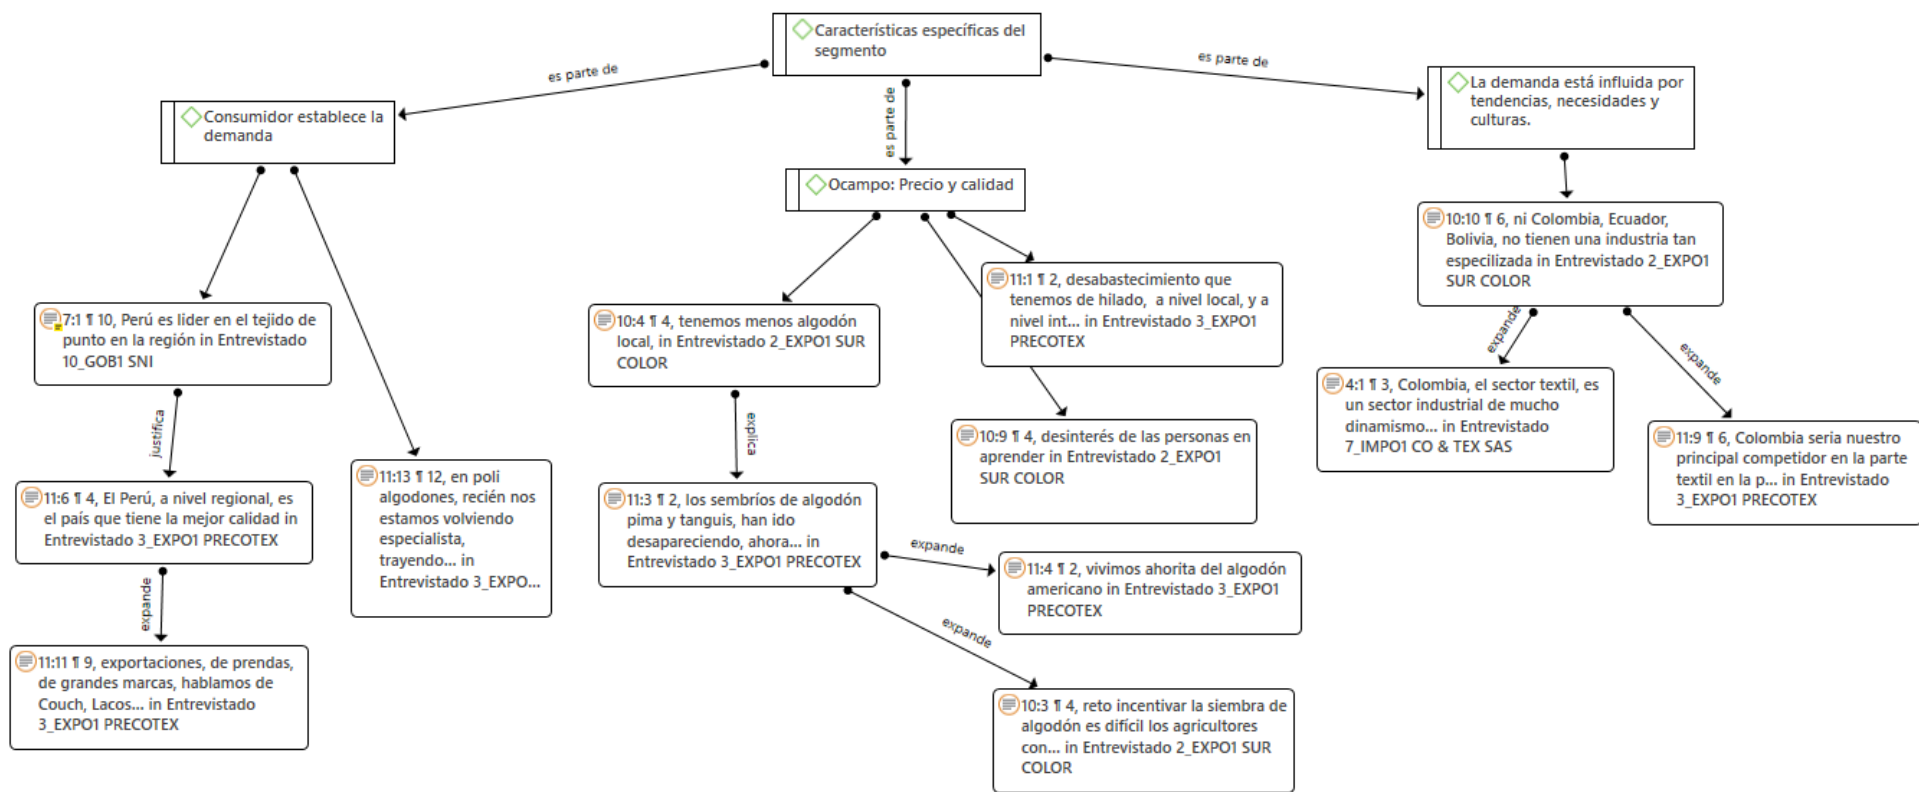 Características específicas del
segmento
es parte de
es parte de
es parte de
Consumidor establece la
demanda
Ocampo: Precio y calidad
La demanda está influida por
tendencias, necesidades y
culturas.
7:1 ¶ 10, Perú es lider en el tejido de
punto en la región in Entrevistado
10_GOB1 SNI
justifica
11:6 ¶ 4, El Perú, a nivel regional, es
el país que tiene la mejor calidad in
Entrevistado 3_EXPO1 PRECOTEX
expande
11:11 ¶ 9, exportaciones, de prendas,
de grandes marcas, hablamos de
Couch, Lacos... in Entrevistado
3_EXPO1 PRECOTEX
11:13 ¶ 12, en poli
algodones, recién nos
estamos volviendo
especialista,
trayendo... in
Entrevistado 3_EXPO...
10:4 ¶ 4, tenemos menos algodón
local, in Entrevistado 2_EXPO1 SUR
COLOR
explica
11:3 ¶ 2, los sembríos de algodón
pima y tanguis, han ido
desapareciendo, ahora... in
Entrevistado 3_EXPO1 PRECOTEX
11:1 ¶ 2, desabastecimiento que
tenemos de hilado, a nivel local, y a
nivel int... in Entrevistado 3_EXPO1
PRECOTEX
10:9 ¶ 4, desinterés de las personas en
aprender in Entrevistado 2_EXPO1
SUR COLOR
expande
11:4 ¶ 2, vivimos ahorita del algodón
americano in Entrevistado 3_EXPO1
PRECOTEX
expande
10:3 ¶ 4, reto incentivar la siembra de
algodón es difícil los agricultores
con... in Entrevistado 2_EXPO1 SUR
COLOR
10:10 ¶ 6, ni Colombia, Ecuador,
Bolivia, no tienen una industria tan
especilizada in Entrevistado 2_EXPO1
SUR COLOR
expande
expande
4:1 ¶ 3, Colombia, el sector textil, es
un sector industrial de mucho
dinamismo... in Entrevistado
7_IMPO1 CO & TEX SAS
11:9 ¶ 6, Colombia seria nuestro
principal competidor en la parte
textil en la p... in Entrevistado
3_EXPO1 PRECOTEX